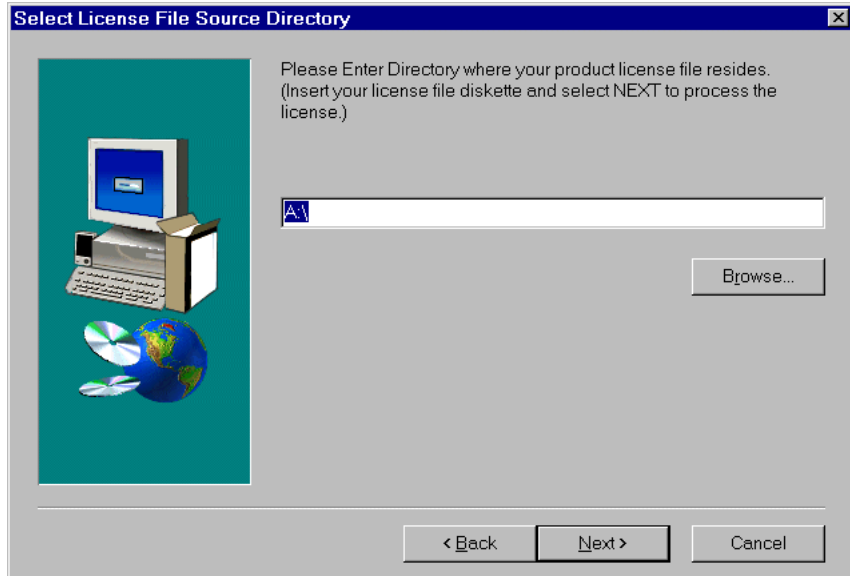 Select License File Source Directory
Please Enter Directory where your product license file resides.
(Insert your license file diskette and select NEXT to process the
license.)
A:\
Browse...
< Back
Next >
Cancel